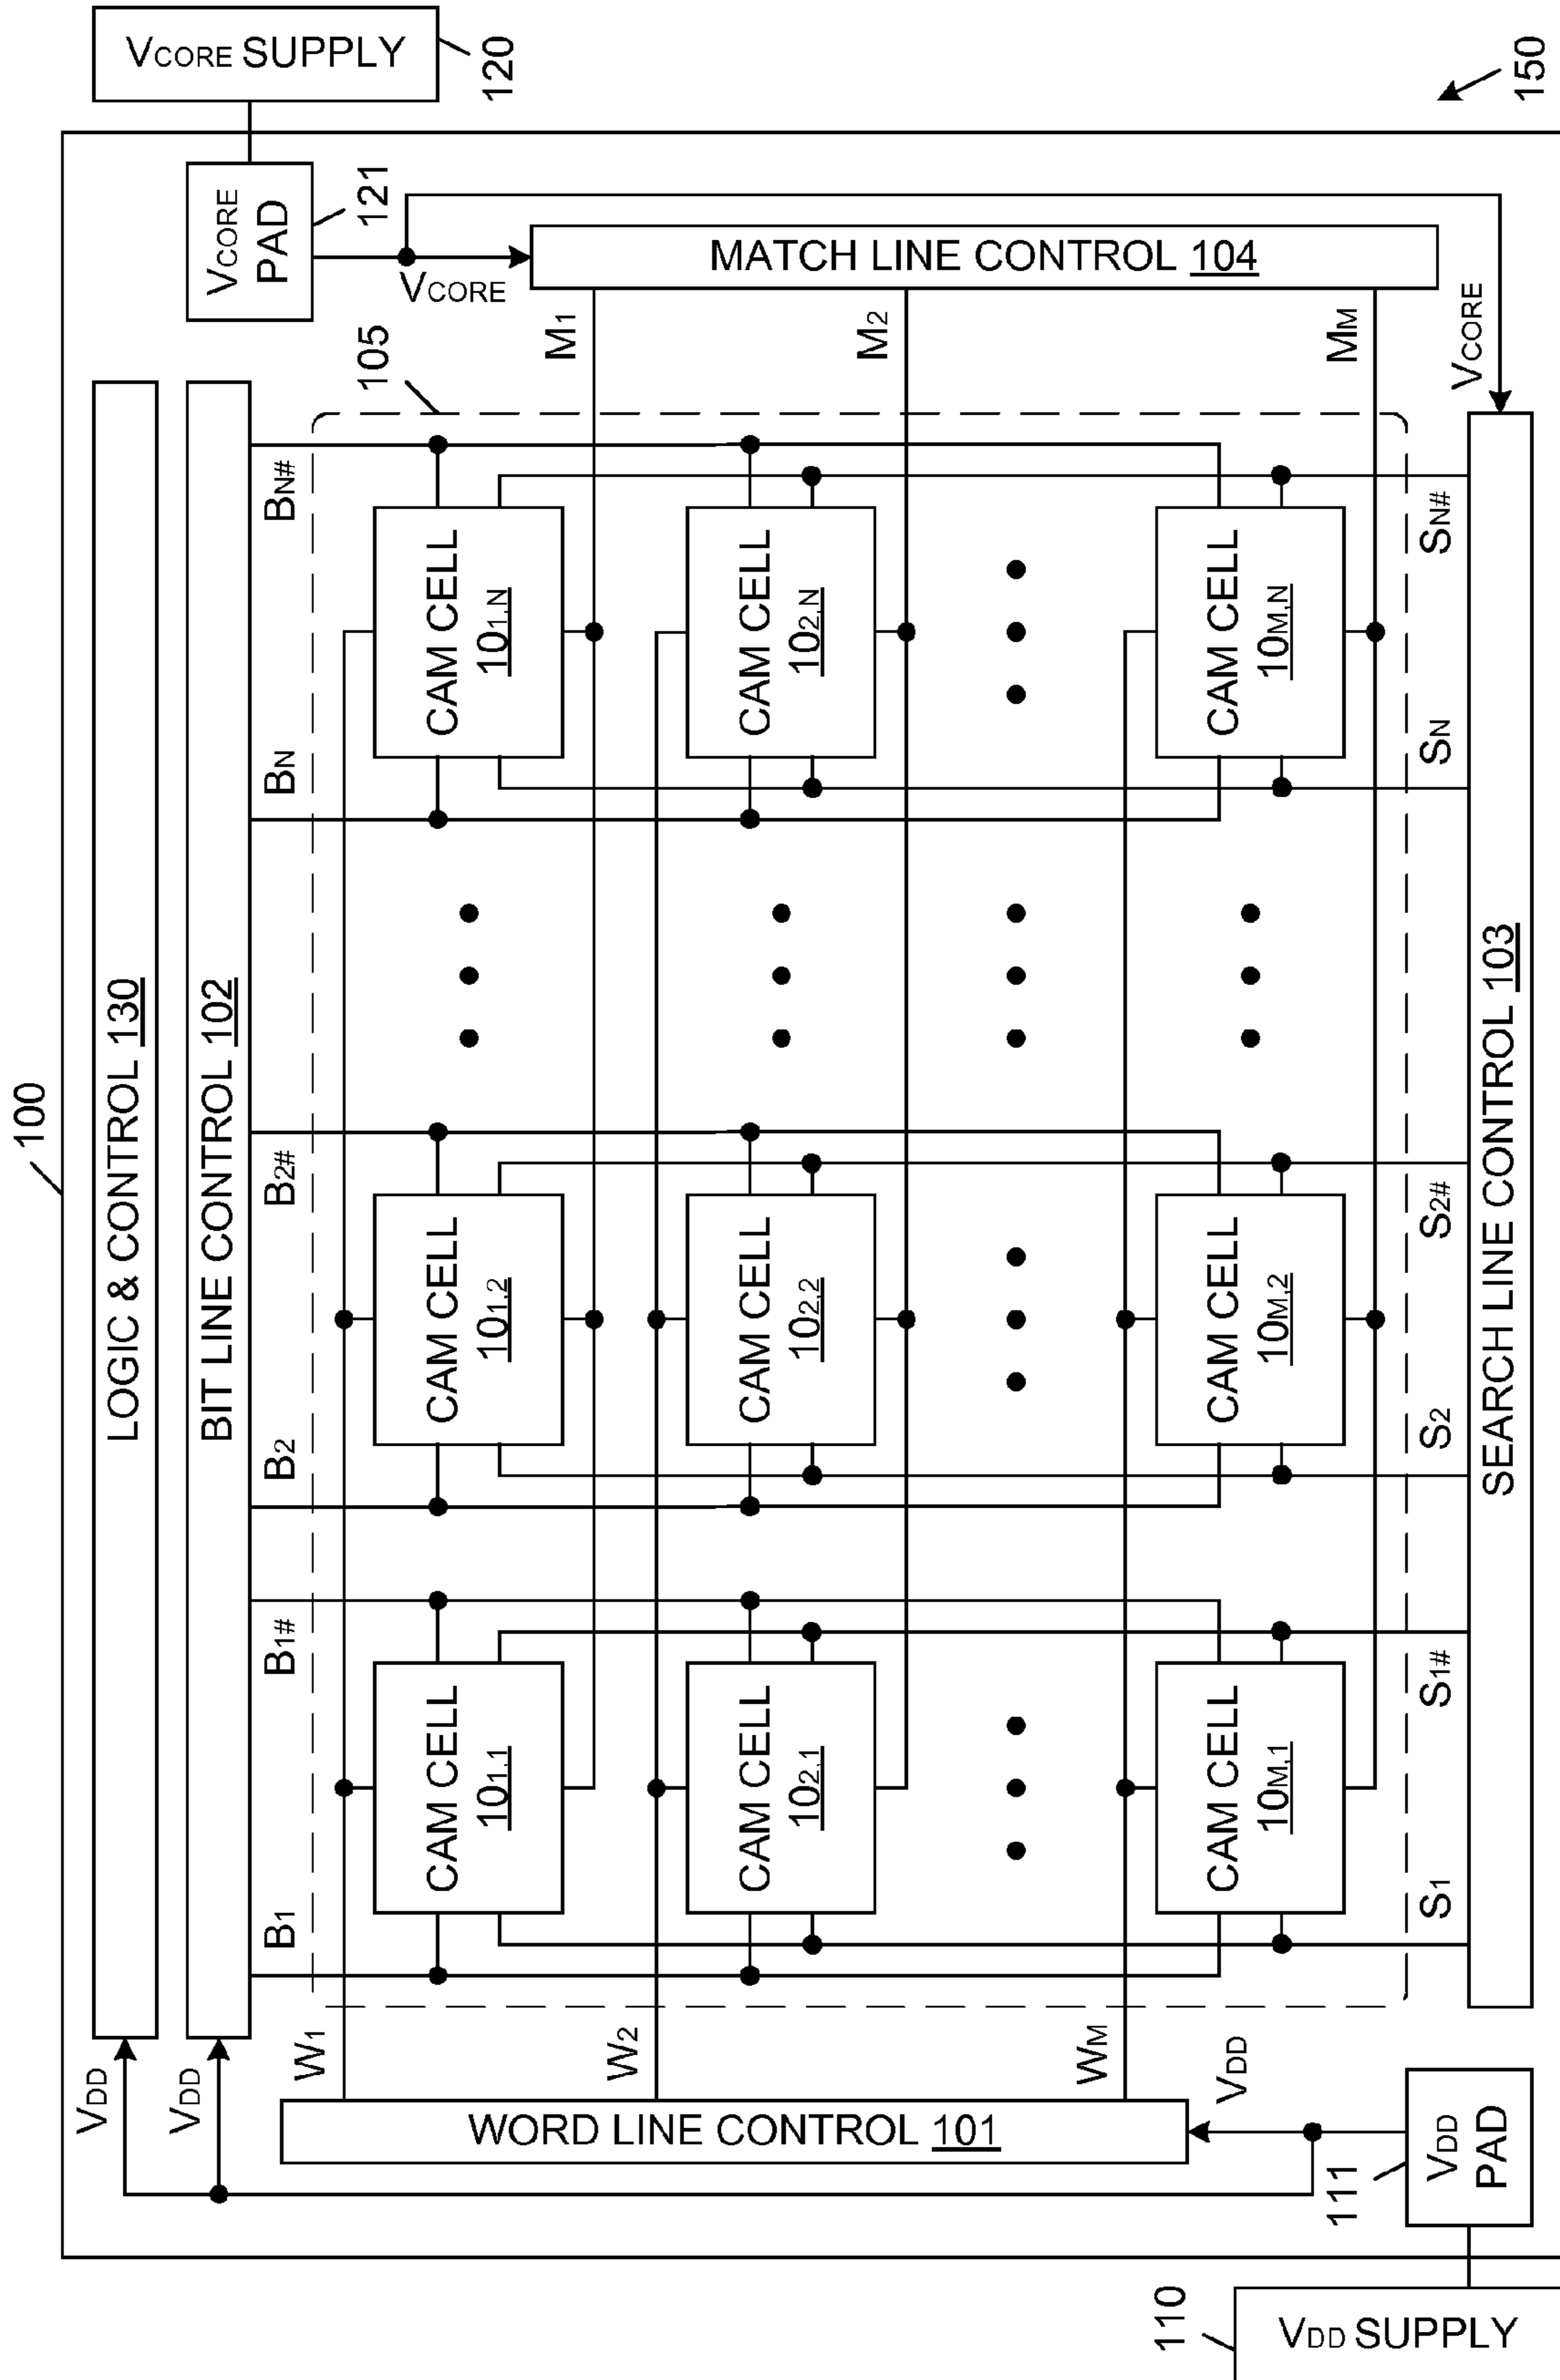 100
VCORE SUPPLY
120
LOGIC & CONTROL 130
VDD
BIT LINE CONTROL 102
VDD
VCORE
PAD
121
B1
B1#
B2
B2#
BN
BN#
105
VCORE
W1
CAM CELL
101,1
CAM CELL
101,2
CAM CELL
101,N
M1
W2
CAM CELL
102,1
CAM CELL
102,2
CAM CELL
102,N
M2
WORD LINE CONTROL 101
MATCH LINE CONTROL 104
WM
CAM CELL
10M,1
CAM CELL
10M,2
CAM CELL
10M,N
MM
VDD
S1
S1#
S2
S2#
SN
SN#
VCORE
110
VDD SUPPLY
111
VDD
PAD
SEARCH LINE CONTROL 103
150